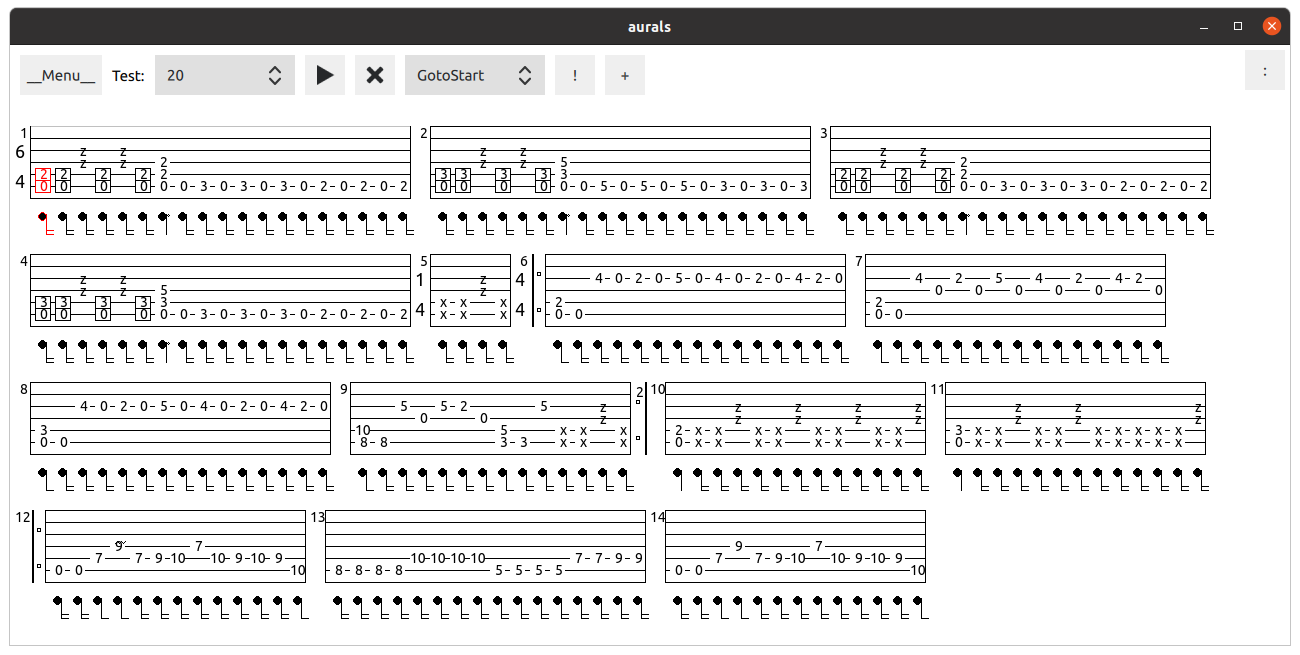 aurals
__Menu__ Test: 20 GotoStart ! + :
1 2 3
6 z z z z z z
z z 2 z z 5 z z 2
2 2 2 2 2 3 3 3 3 3 2 2 2 2 2
4 0 0 0 0 0 0 3 0 3 0 3 0 2 0 2 0 2 0 0 0 0 0 0 5 0 5 0 5 0 3 0 3 0 3 0 0 0 0 0 0 3 0 3 0 3 0 2 0 2 0 2
4 5 6 7
z z 1 z 4 4 0 2 0 5 0 4 0 2 0 4 2 0 4 2 5 4 2 4 2
z z 5 z 0 0 0 0 0
3 3 3 3 3 4 x x x 4 2 2
0 0 0 0 0 0 3 0 3 0 3 0 2 0 2 0 2 x x x 0 0 0 0
8 9 2 10 11
4 0 2 0 5 0 4 0 2 0 4 2 0 5 5 2 5 z z z z z z z z
0 0 z z z z z z z
3 10 5 x x x 2 x x x x x x x x 3 x x x x x x x x x
0 0 8 8 3 3 x x x 0 x x x x x x x x 0 x x x x x x x x x
12 13 14
9 7 9 7
7 7 9 10 10 9 10 9 10 10 10 10 7 7 9 9 7 7 9 10 10 9 10 9
0 0 10 8 8 8 8 5 5 5 5 0 0 10